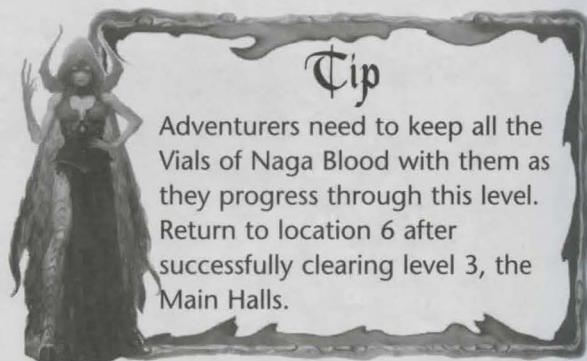 Tip
Adventurers need to keep all the
Vials of Naga Blood with them as
they progress through this level.
Return to location 6 after
successfully clearing level 3, the
Main Halls.